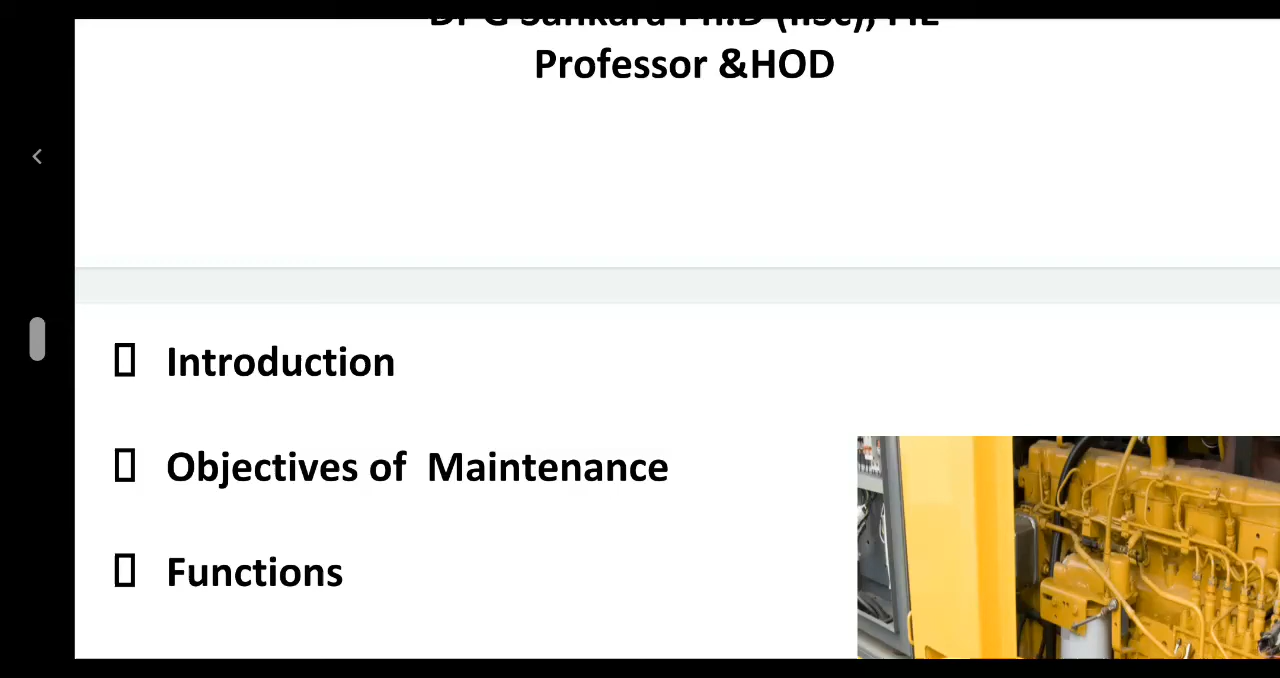 Professor &HOD
Introduction
Objectives of Maintenance
Functions